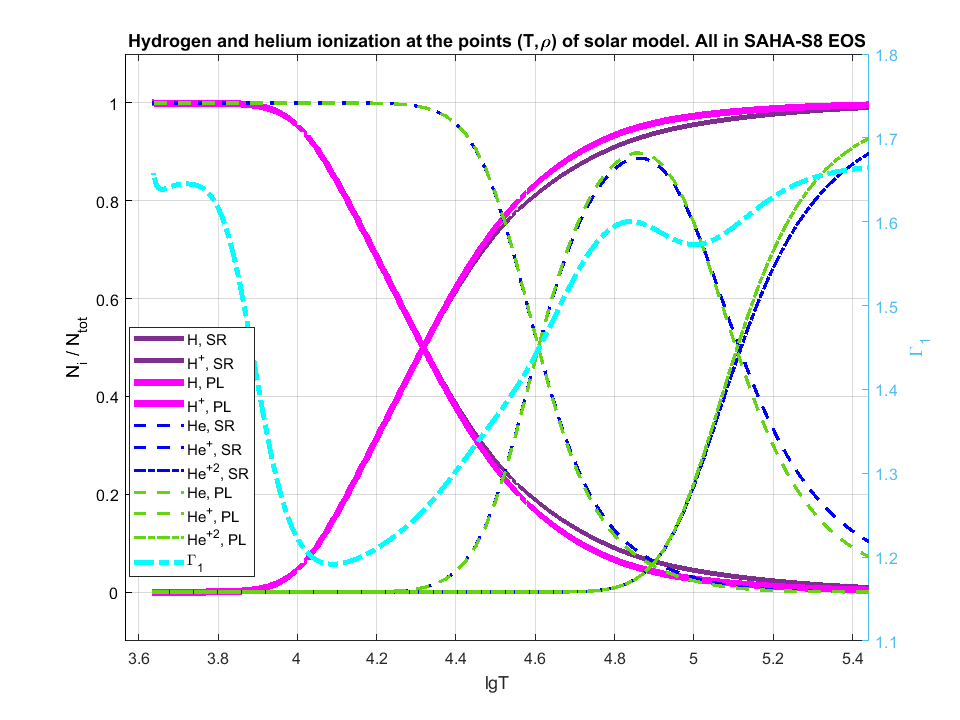 Hydrogen and helium ionization at the points (T,ρ) of solar model. All in SAHA-S8 EOS
1
0.8
0.6
0.4
0.2
0
N_i / N_tot
1.8
1.7
1.6
1.5
1.4
1.3
1.2
1.1
Γ_1
H, SR
H^+, SR
H, PL
H^+, PL
He, SR
He^+, SR
He^{+2}, SR
He, PL
He^+, PL
He^{+2}, PL
Γ_1
3.6 3.8 4 4.2 4.4 4.6 4.8 5 5.2 5.4
lgT